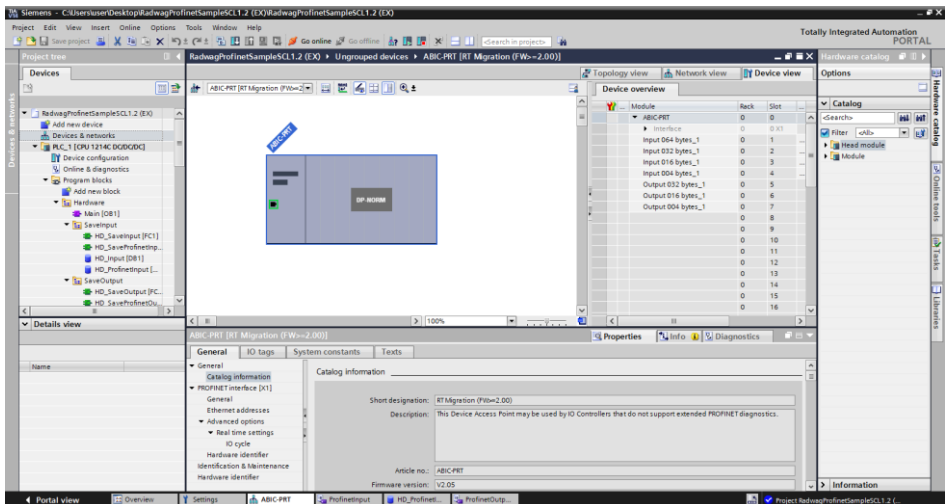 Siemens - C:\Users\user\Desktop\RadwagProfinetSampleSCL1.2 (EX)\RadwagProfinetSampleSCL1.2 (EX)
Project Edit View Insert Online Options Tools Window Help
Totally Integrated Automation
PORTAL
Save project
Go online
Go offline
<Search in project>
Project tree
RadwagProfinetSampleSCL1.2 (EX) Ungrouped devices ABIC-PRT [RT Migration (FW>=2.00)]
Hardware catalog
Devices
Topology view
Network view
Device view
Options
ABIC-PRT [RT Migration (FW>=2
Device overview
Module Rack Slot
Catalog
<Search>
Filter <All>
Head module
Module
RadwagProfinetSampleSCL1.2 (EX)
Add new device
Devices & networks
PLC_1 [CPU 1214C DC/DC/DC]
Device configuration
Online & diagnostics
Program blocks
Add new block
Hardware
Main [OB1]
SaveInput
HD_SaveInput [FC1]
HD_SaveProfinetInp...
HD_Input [DB1]
HD_ProfinetInput [...
SaveOutput
HD_SaveOutput [FC...
HD_SaveProfinetOu...
ABIC-PRT
DP-NORM
ABIC-PRT 0 0
Interface 0 0 X1
Input 064 bytes_1 0 1
Input 032 bytes_1 0 2
Input 016 bytes_1 0 3
Input 004 bytes_1 0 4
Output 032 bytes_1 0 5
Output 016 bytes_1 0 6
Output 004 bytes_1 0 7
0 8
0 9
0 10
0 11
0 12
0 13
0 14
0 15
0 16
Devices & networks
Hardware catalog
Online tools
Tasks
Libraries
100%
Details view
Name
ABIC-PRT [RT Migration (FW>=2.00)]
Properties
Info
Diagnostics
General
IO tags
System constants
Texts
General
Catalog information
PROFINET interface [X1]
General
Ethernet addresses
Advanced options
Real time settings
IO cycle
Hardware identifier
Identification & Maintenance
Hardware identifier
Catalog information
Short designation: RT Migration (FW>=2.00)
Description: This Device Access Point may be used by IO Controllers that do not support extended PROFINET diagnostics.
Article no.: ABIC-PRT
Firmware version: V2.05
Information
Portal view
Overview
Settings
ABIC-PRT
ProfinetInput
HD_Profinetl...
ProfinetOutp...
Project RadwagProfinetSampleSCL1.2 (...